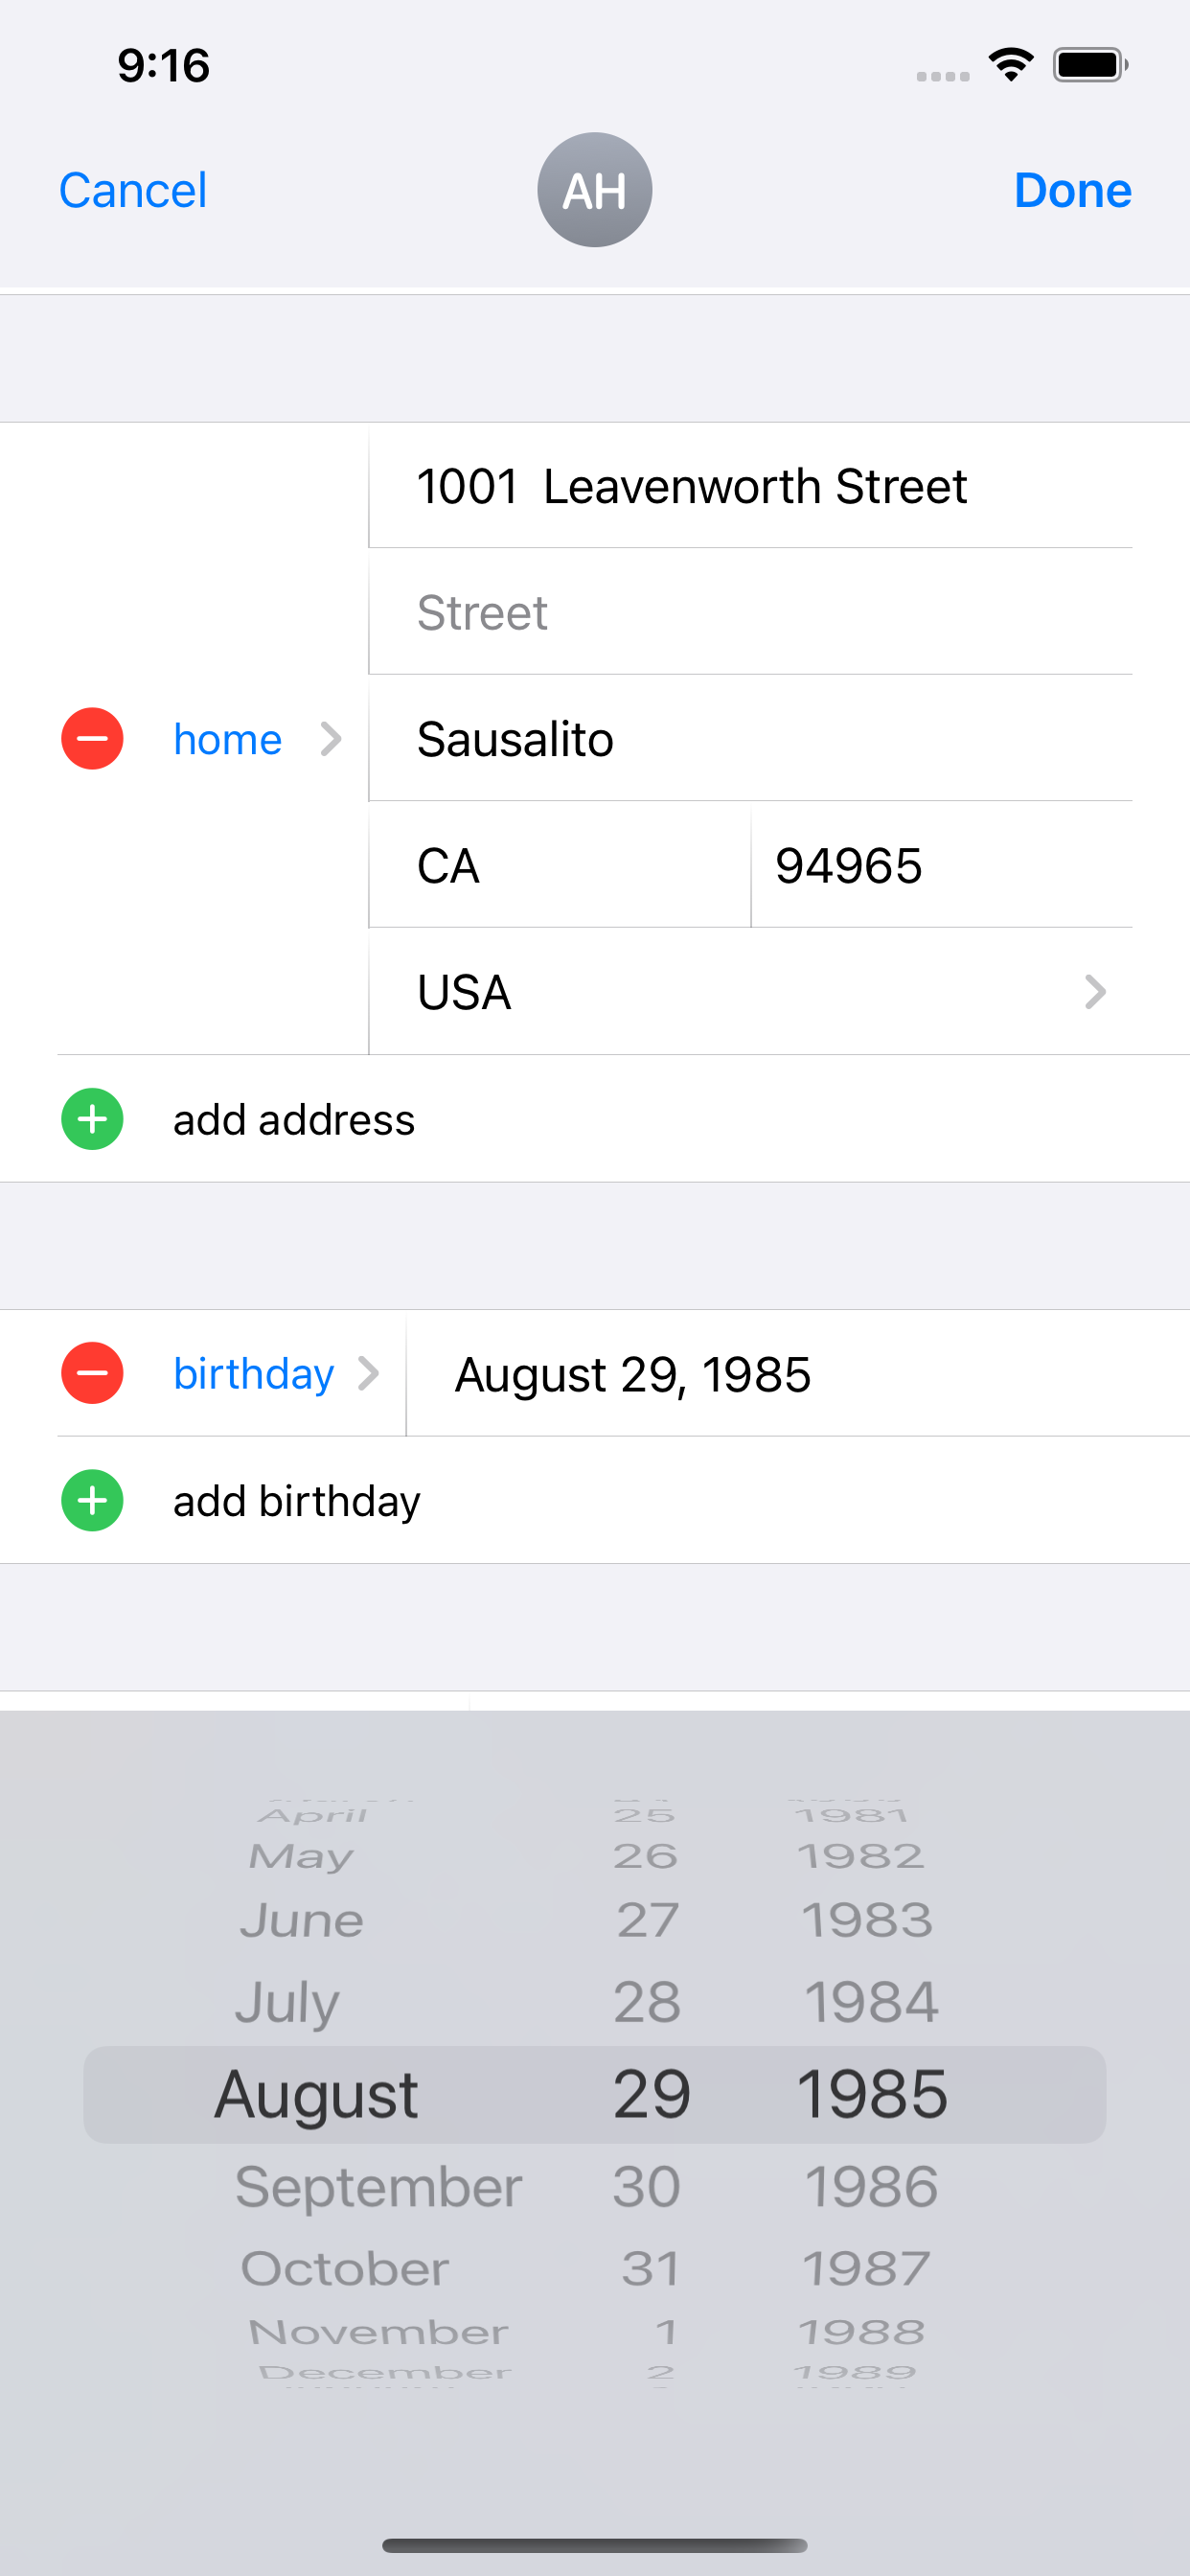 9:16
Cancel AH Done
1001  Leavenworth Street
Street
home Sausalito
CA 94965
USA
add address
birthday August 29, 1985
add birthday
April 25 1981
May 26 1982
June 27 1983
July 28 1984
August 29 1985
September 30 1986
October 31 1987
November 1 1988
December 2 1989